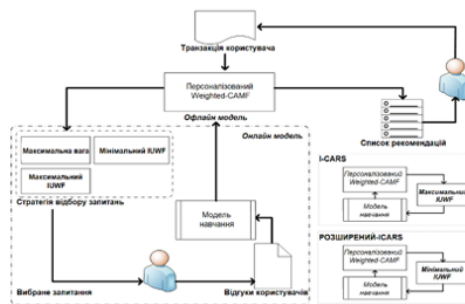 Транзакція користувача
Персоналізований
Weighted-CAMF
Офлайн модель
Онлайн модель
Список рекомендацій
Максимальна вага
Мінімальний IUWF
Максимальний
IUWF
Стратегія відбору запитань
Модель
навчання
Вибране запитання
Відгуки користувачів
I-CARS
Персоналізований
Weighted-CAMF
Максимальний
IUWF
Модель
навчання
РОЗШИРЕНИЙ-ICARS
Персоналізований
Weighted-CAMF
Мінімальний
IUWF
Модель
навчання